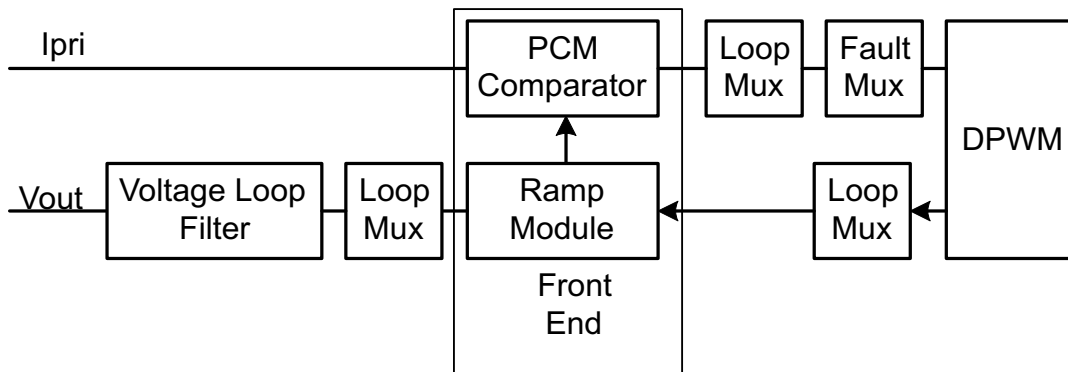 Ipri
PCM
Comparator
Loop
Mux
Fault
Mux
DPWM
Vout
Voltage Loop
Filter
Loop
Mux
Ramp
Module
Loop
Mux
Front
End